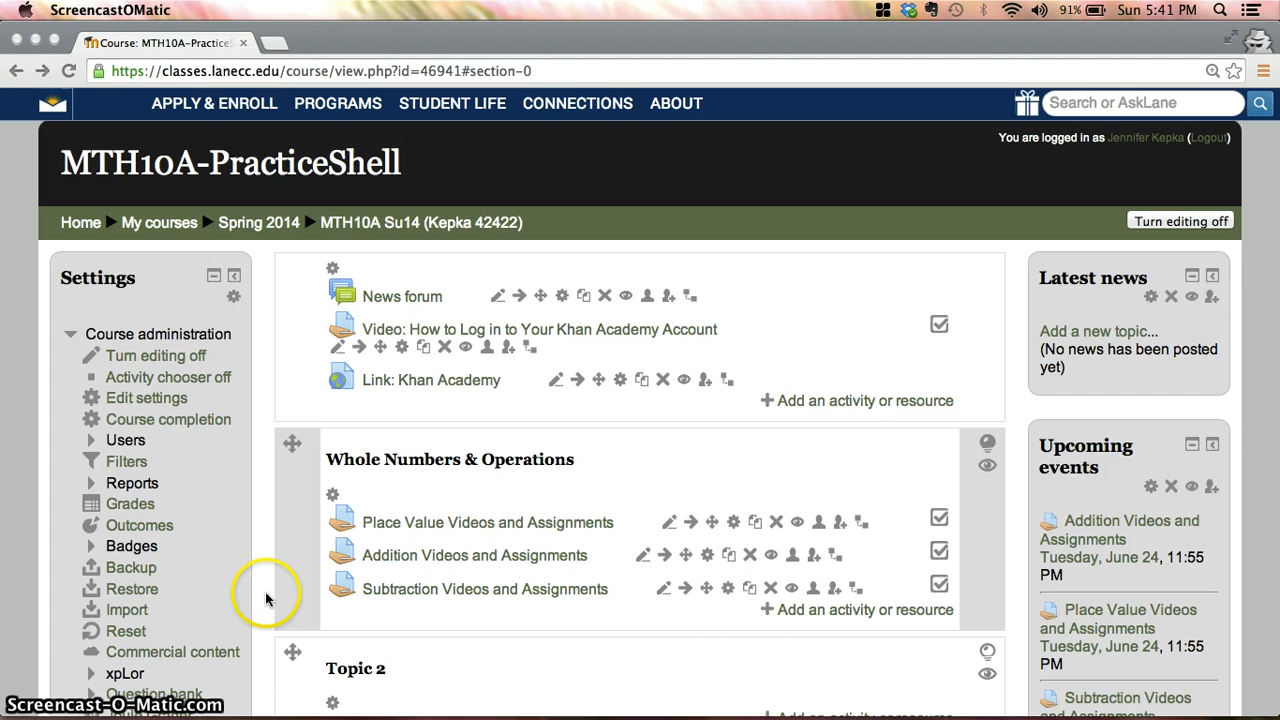 ScreencastOMatic
91%
Sun 5:41 PM
Course: MTH10A-PracticeS
https://classes.lanecc.edu/course/view.php?id=46941#section-0
APPLY & ENROLL
PROGRAMS
STUDENT LIFE
CONNECTIONS
ABOUT
Search or AskLane
You are logged in as Jennifer Kepka (Logout)
MTH10A-PracticeShell
Home
My courses
Spring 2014
MTH10A Su14 (Kepka 42422)
Turn editing off
Settings
Course administration
Turn editing off
Activity chooser off
Edit settings
Course completion
Users
Filters
Reports
Grades
Outcomes
Badges
Backup
Restore
Import
Reset
Commercial content
xpLor
Question bank
News forum
Video: How to Log in to Your Khan Academy Account
Link: Khan Academy
Add an activity or resource
Whole Numbers & Operations
Place Value Videos and Assignments
Addition Videos and Assignments
Subtraction Videos and Assignments
Add an activity or resource
Topic 2
Latest news
Add a new topic...
(No news has been posted
yet)
Upcoming
events
Addition Videos and
Assignments
Tuesday, June 24, 11:55
PM
Place Value Videos
and Assignments
Tuesday, June 24, 11:55
PM
Subtraction Videos
Screencast-O-Matic.com